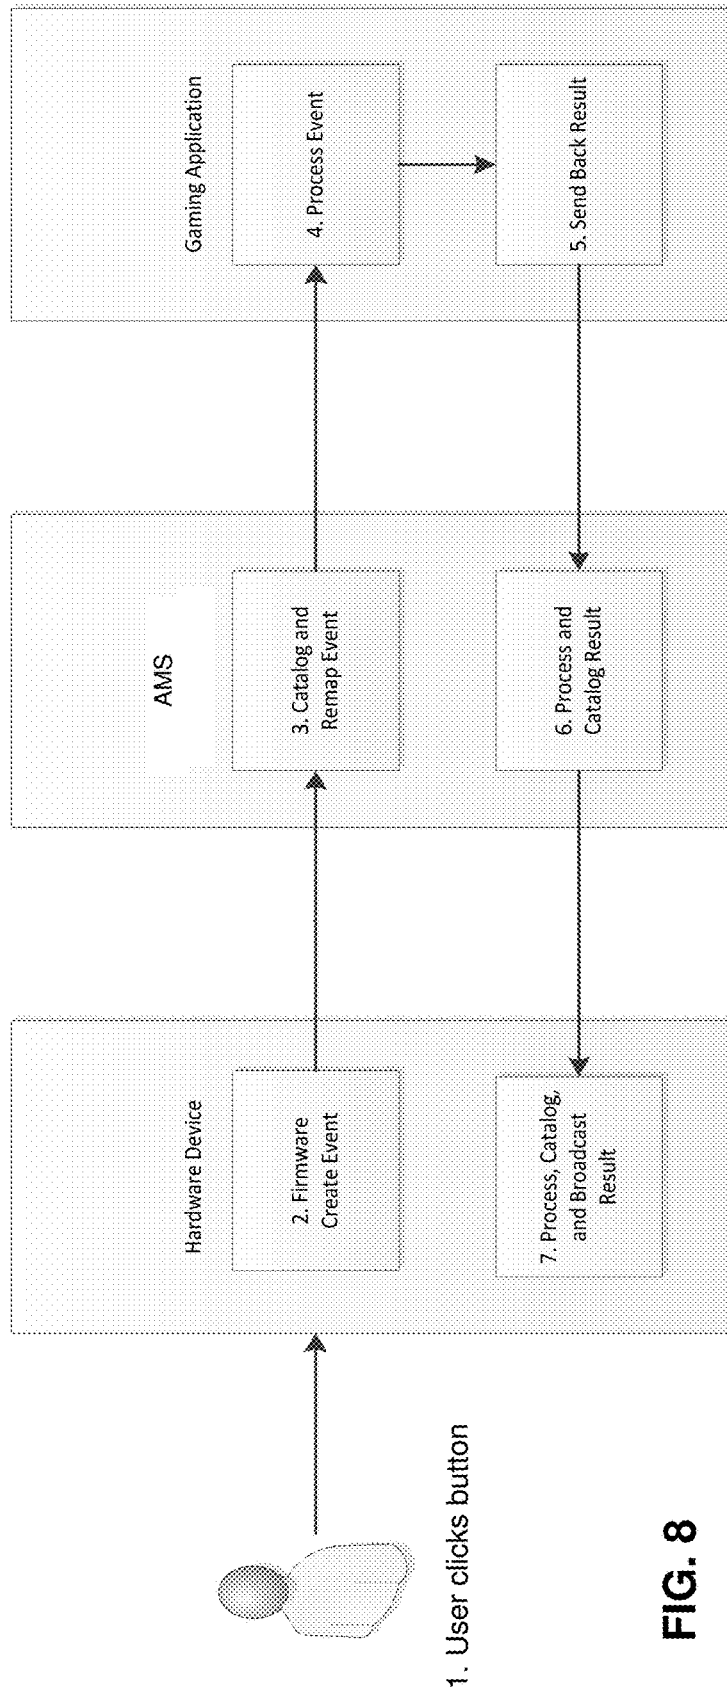 1. User clicks button
Hardware Device
2. Firmware
Create Event
7. Process, Catalog,
and Broadcast
Result
AMS
3. Catalog and
Remap Event
6. Process and
Catalog Result
Gaming Application
4. Process Event
5. Send Back Result
FIG. 8